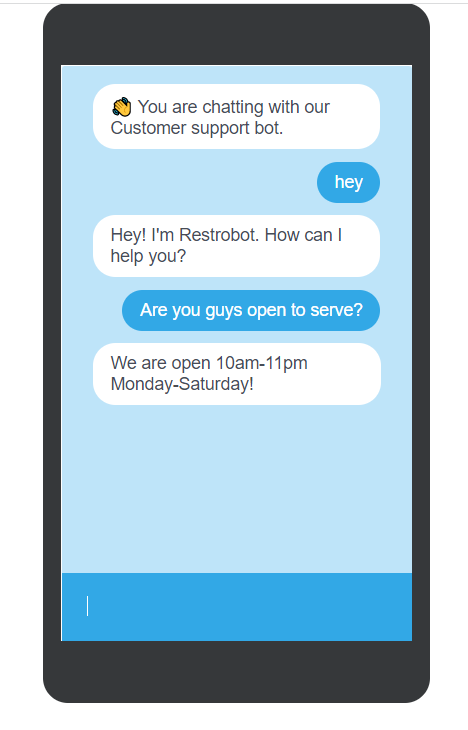 👋 You are chatting with our
Customer support bot.
hey
Hey! I'm Restrobot. How can I
help you?
Are you guys open to serve?
We are open 10am-11pm
Monday-Saturday!